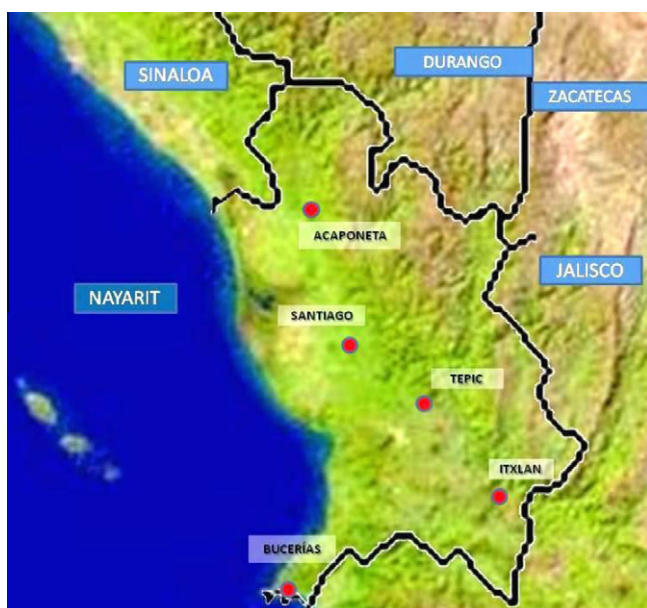 DURANGO
SINALOA
ZACATECAS
ACAPONETA
JALISCO
NAYARIT
SANTIAGO
TEPIC
ITXLAN
BUCERÍAS